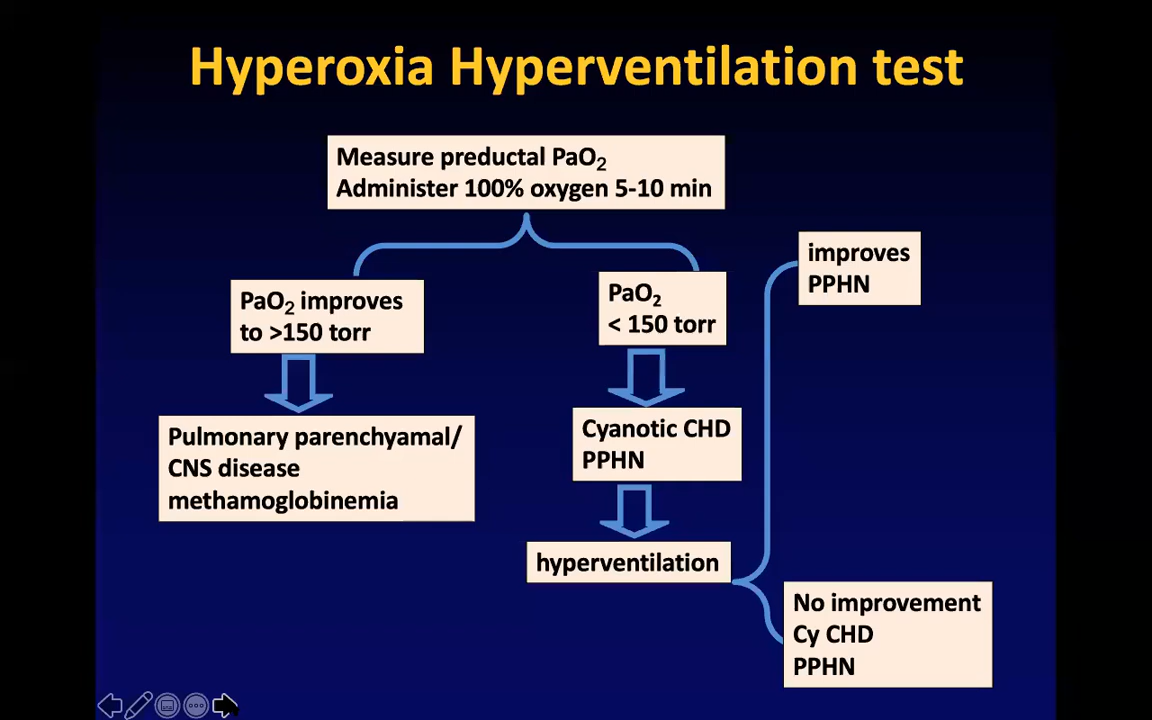 Hyperoxia Hyperventilation test
Measure preductal PaO₂
Administer 100% oxygen 5-10 min
PaO₂ improves
to >150 torr
PaO₂
< 150 torr
improves
PPHN
Pulmonary parenchyamal/
CNS disease
methamoglobinemia
Cyanotic CHD
PPHN
hyperventilation
No improvement
Cy CHD
PPHN